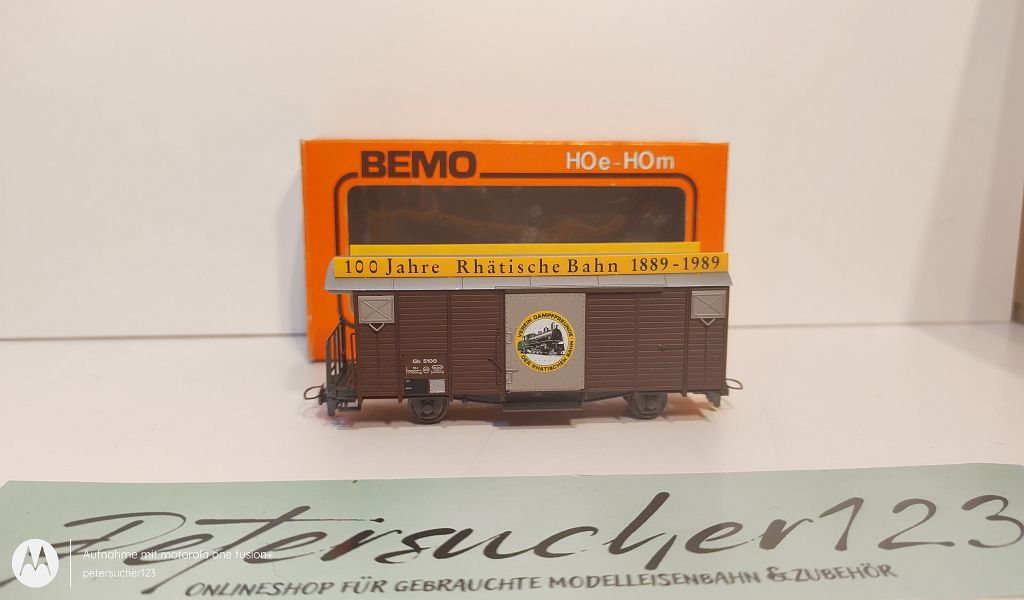 BEMO
HOe-HOm
100 Jahre Rhätische Bahn 1889-1989
VEREIN DAMPFFREUNDE
DER RHÄTISCHEN BAHN
Gb 5100
Petersucher123
ONLINESHOP FÜR GEBRAUCHTE MODELLEISENBAHN & ZUBEHÖR
Aufnahme mit motorola one fusion+
petersucher123